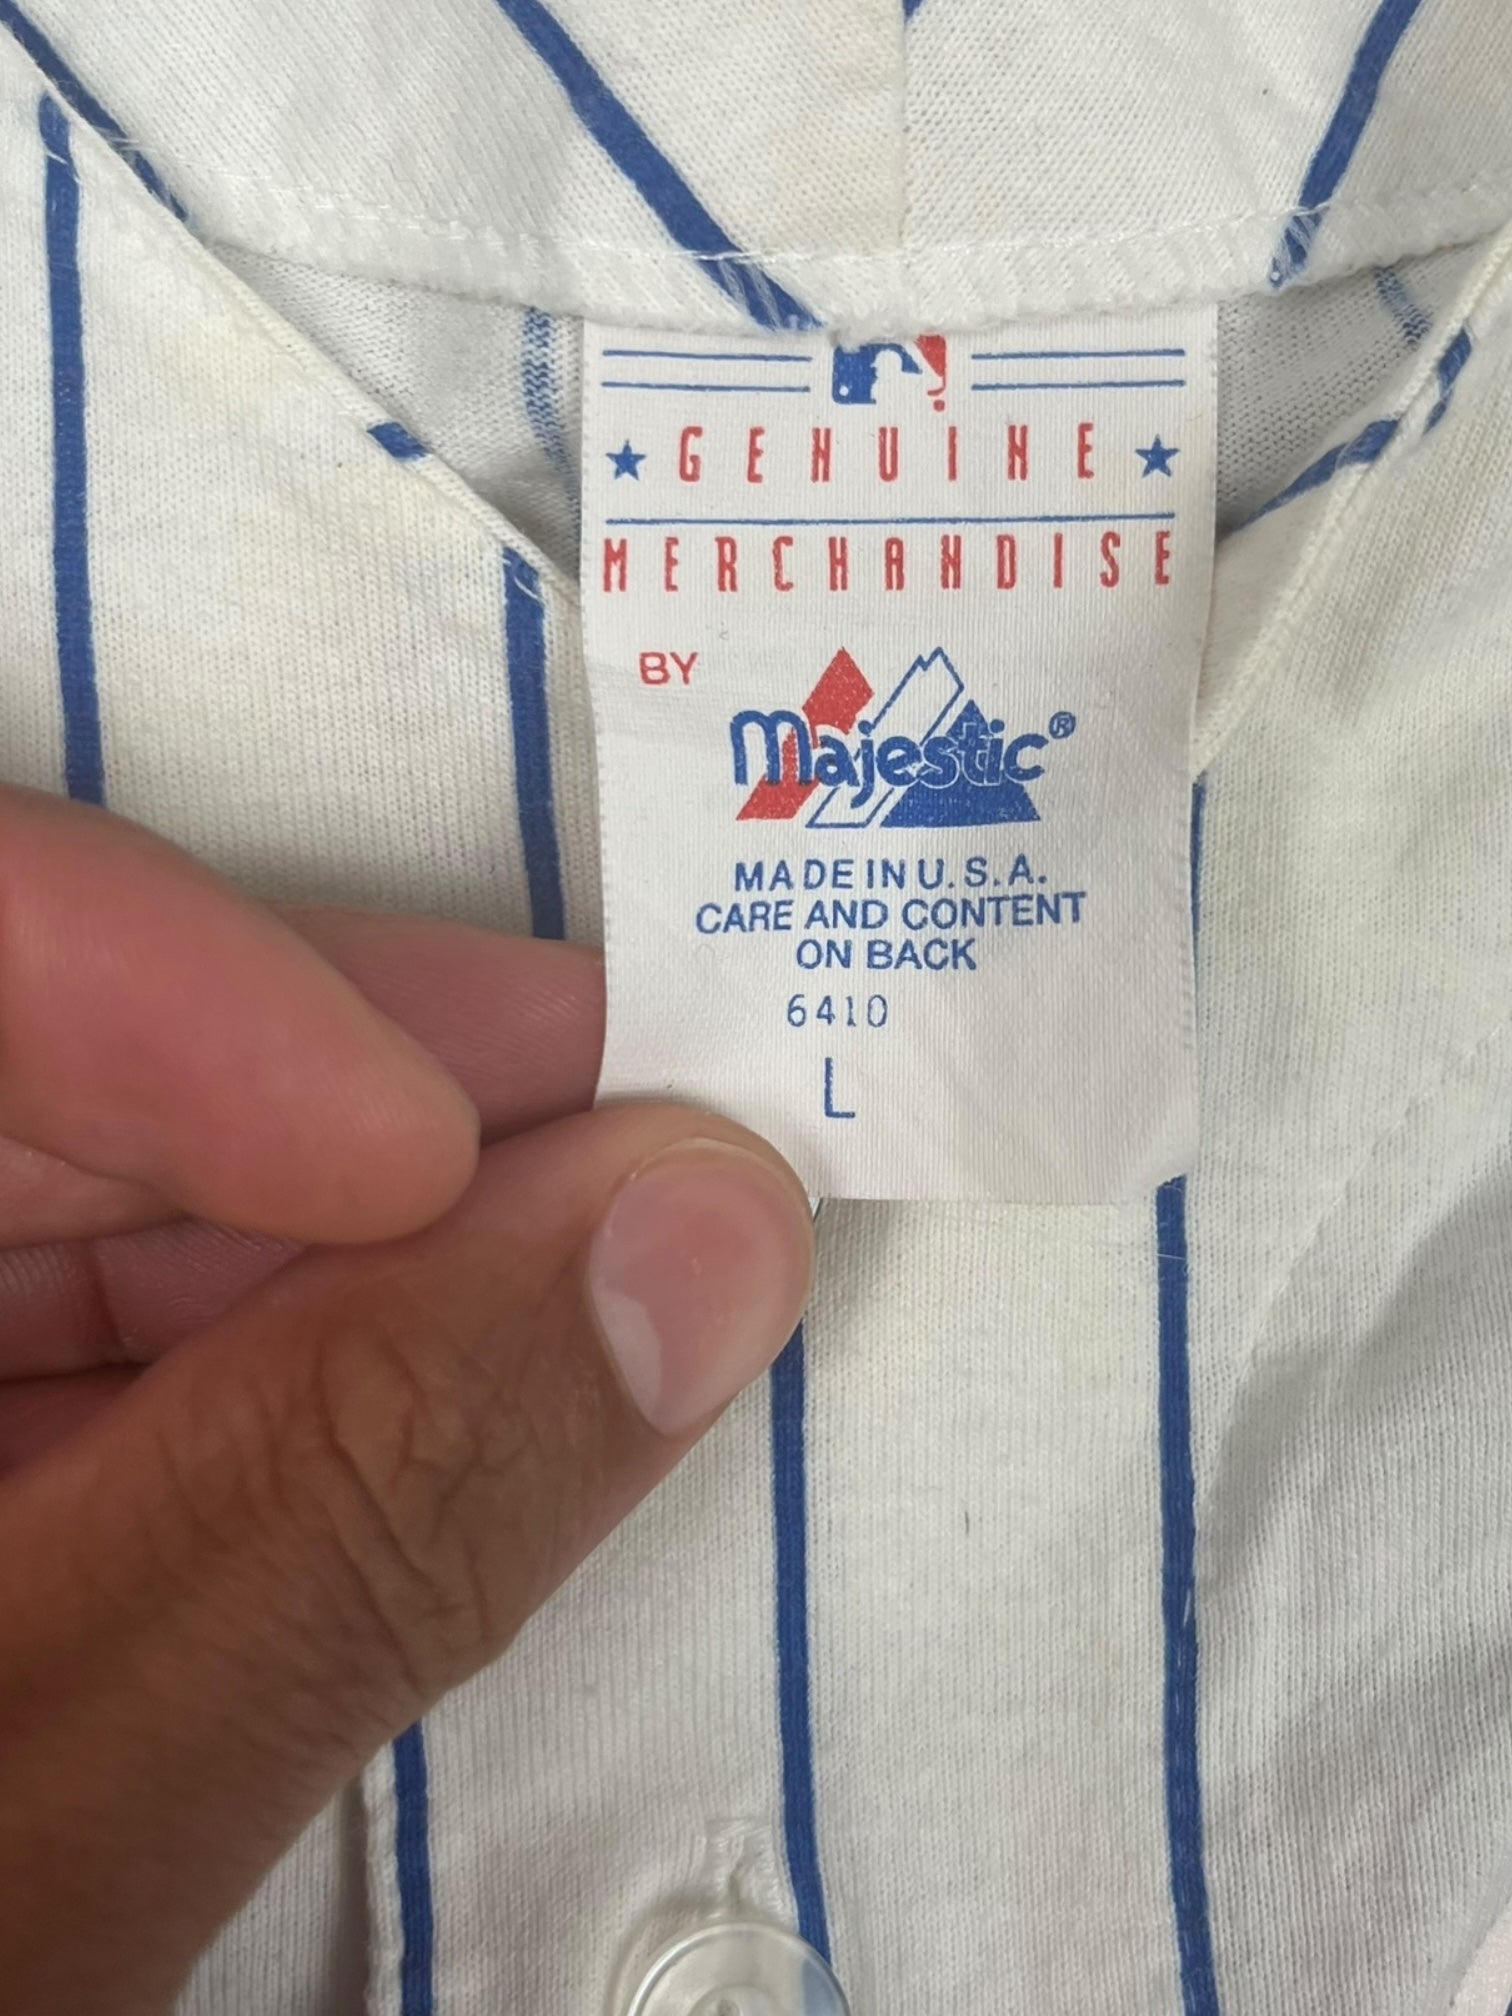 GENUINE
MERCHANDISE
BY
Majestic®
MADE IN U.S.A.
CARE AND CONTENT
ON BACK
6410
L